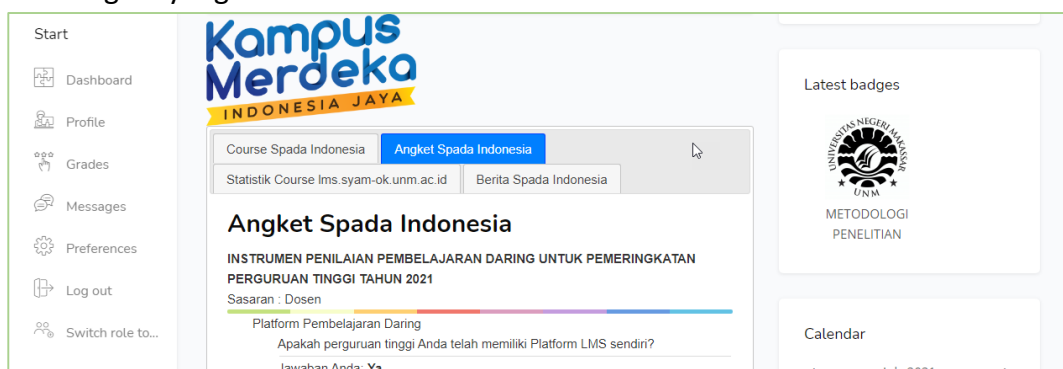 Start
Dashboard
Profile
Grades
Messages
Preferences
Log out
Switch role to...
Kampus
Merdeka
INDONESIA JAYA
Course Spada Indonesia
Angket Spada Indonesia
Statistik Course lms.syam-ok.unm.ac.id
Berita Spada Indonesia
Angket Spada Indonesia
INSTRUMEN PENILAIAN PEMBELAJARAN DARING UNTUK PEMERINGKATAN
PERGURUAN TINGGI TAHUN 2021
Sasaran : Dosen
Platform Pembelajaran Daring
Apakah perguruan tinggi Anda telah memiliki Platform LMS sendiri?
Jawaban Anda: Ya
Latest badges
UNIVERSITAS NEGERI MAKASSAR
UNM
METODOLOGI
PENELITIAN
Calendar